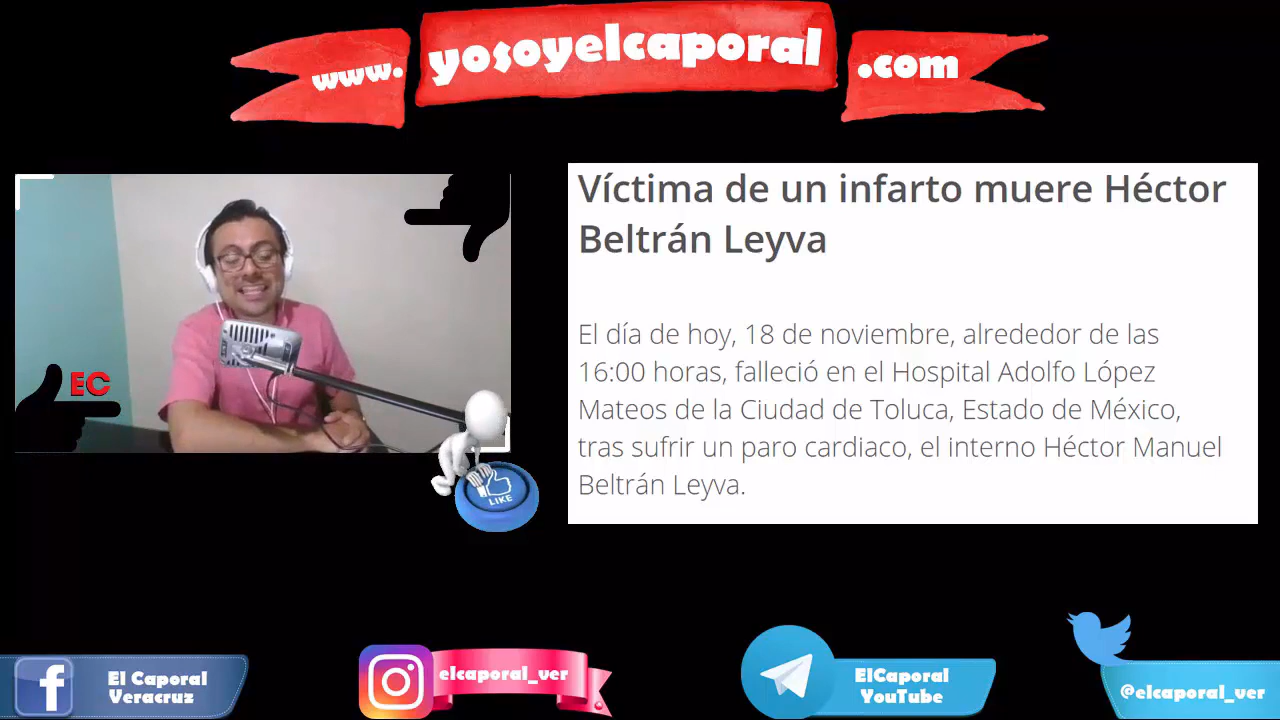 www. yosoyelcaporal .com
EC
LIKE
Víctima de un infarto muere Héctor
Beltrán Leyva
El día de hoy, 18 de noviembre, alrededor de las
16:00 horas, falleció en el Hospital Adolfo López
Mateos de la Ciudad de Toluca, Estado de México,
tras sufrir un paro cardiaco, el interno Héctor Manuel
Beltrán Leyva.
El Caporal
Veracruz
elcaporal_ver
ElCaporal
YouTube
@elcaporal_ver